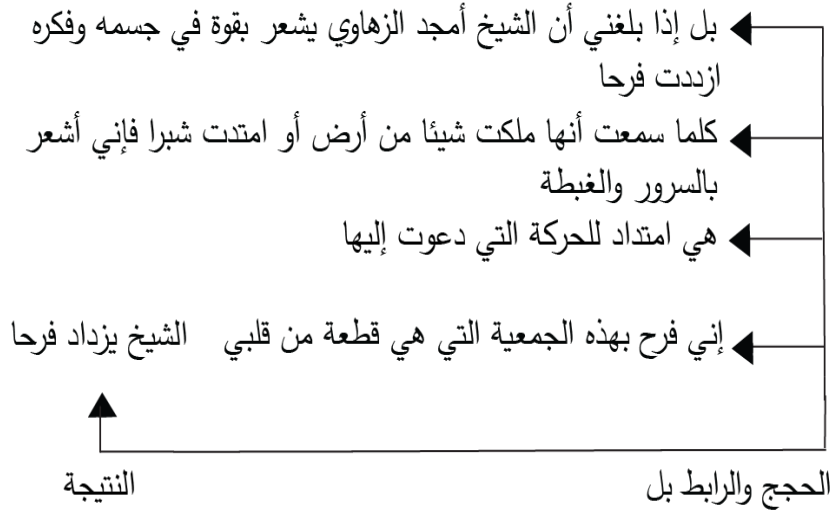 بل إذا بلغني أن الشيخ أمجد الزهاوي يشعر بقوة في جسمه وفكره
ازددت فرحا
كلما سمعت أنها ملكت شيئا من أرض أو امتدت شبرا فإني أشعر
بالسرور والغبطة
هي امتداد للحركة التي دعوت إليها
إني فرح بهذه الجمعية التي هي قطعة من قلبي الشيخ يزداد فرحا
الحجج والرابط بل النتيجة